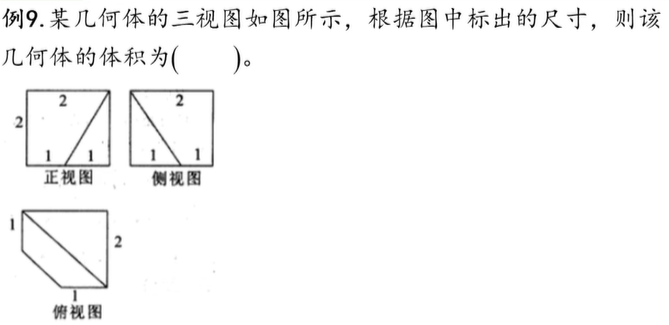 例9.某几何体的三视图如图所示，根据图中标出的尺寸，则该
几何体的体积为(  )。
2 2
2
1 1 1 1
正视图 侧视图
1
2
1
俯视图